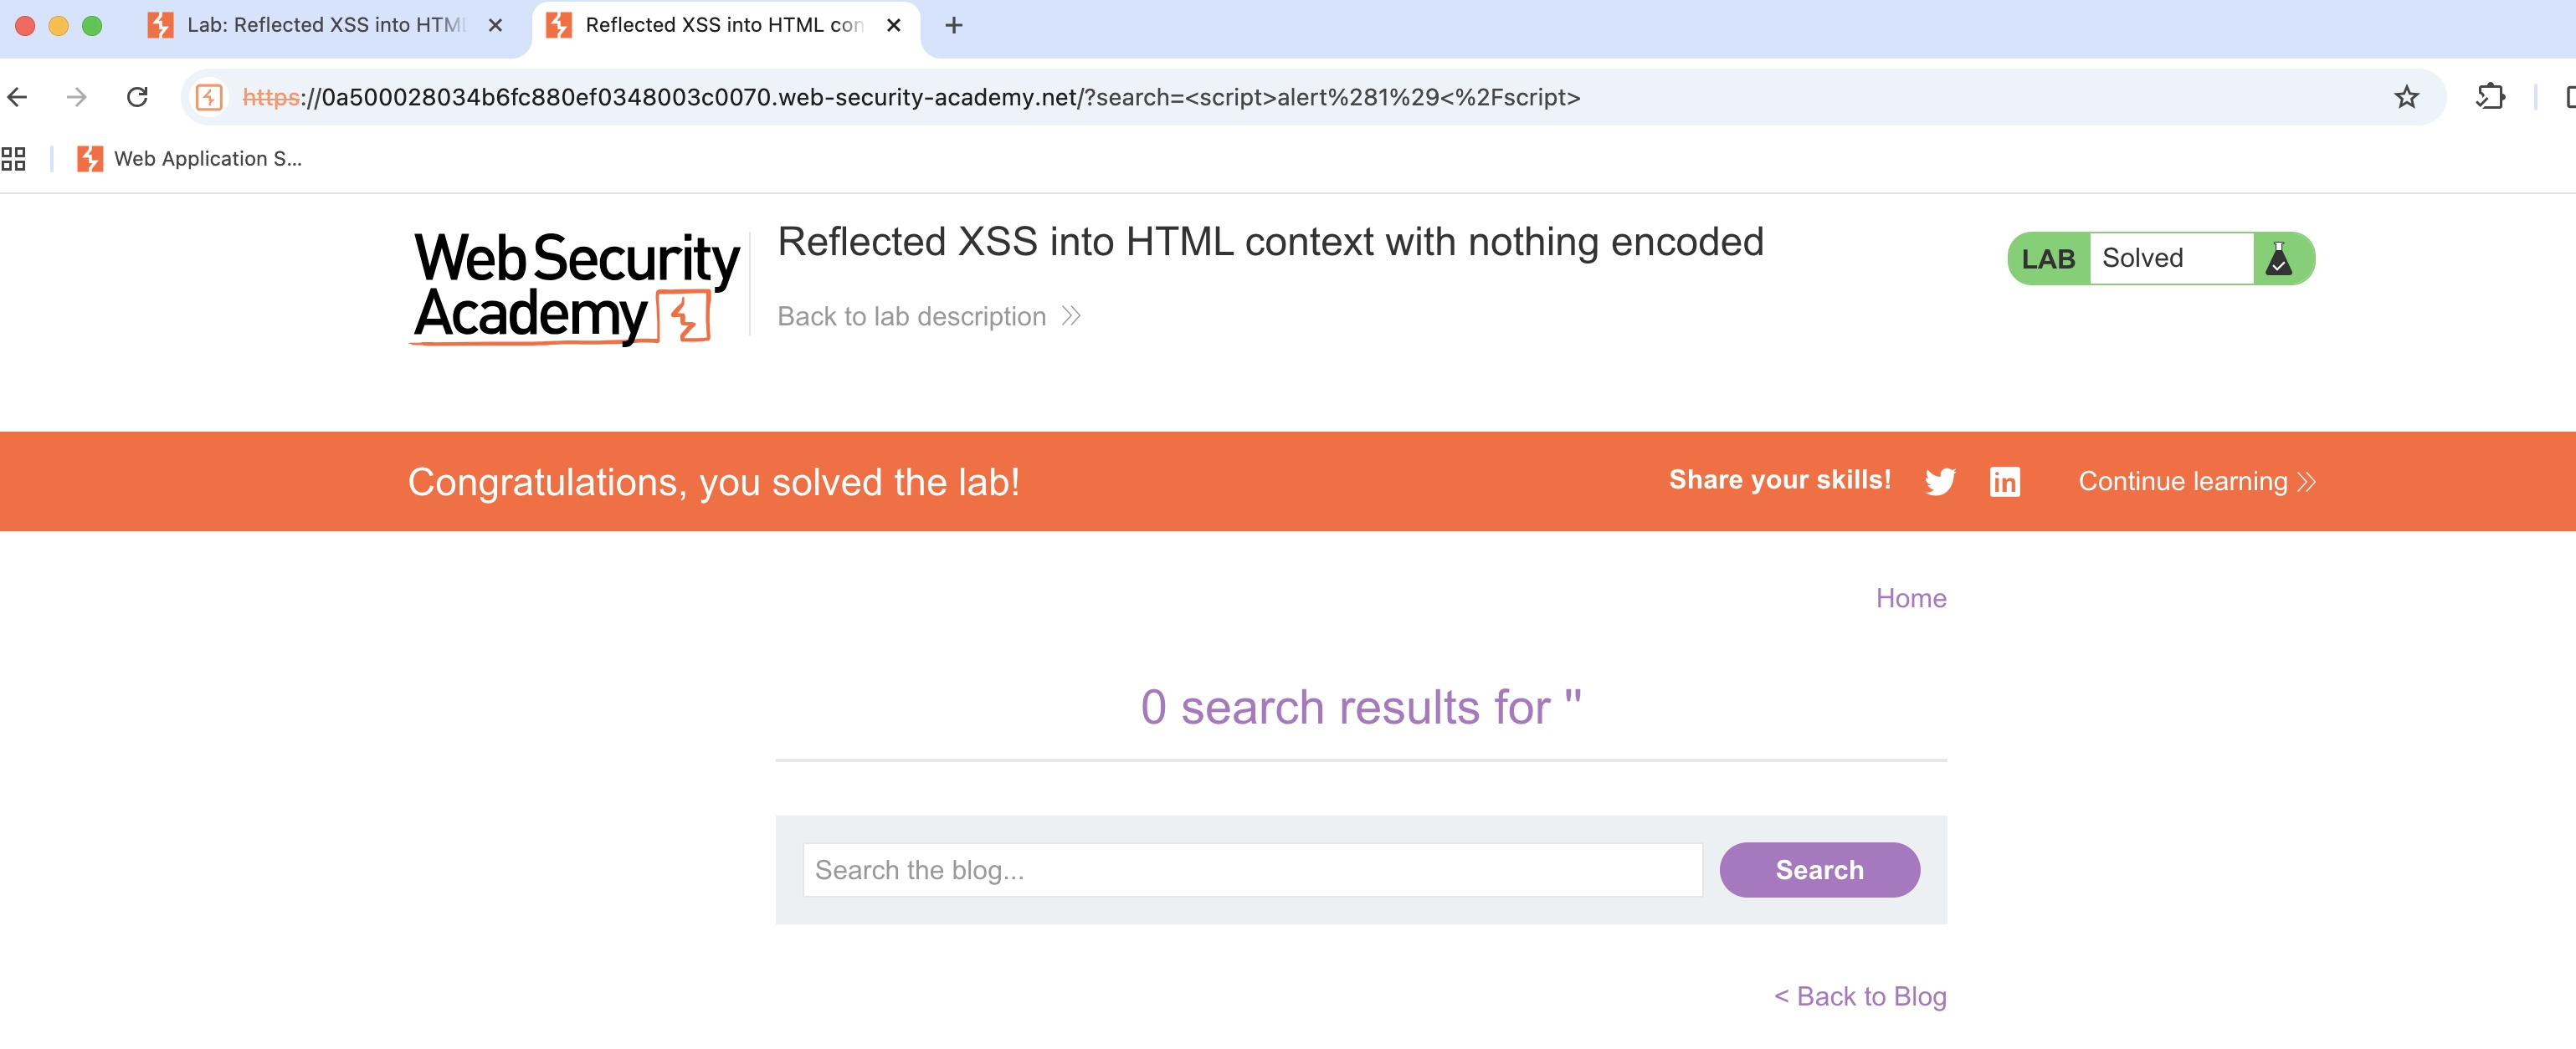 Lab: Reflected XSS into HTML
Reflected XSS into HTML con
https://0a500028034b6fc880ef0348003c0070.web-security-academy.net/?search=<script>alert%281%29<%2Fscript>
Web Application S...
Web Security
Academy
Reflected XSS into HTML context with nothing encoded
Back to lab description
LAB Solved
Congratulations, you solved the lab!
Share your skills!
Continue learning
Home
0 search results for ''
Search the blog...
Search
< Back to Blog